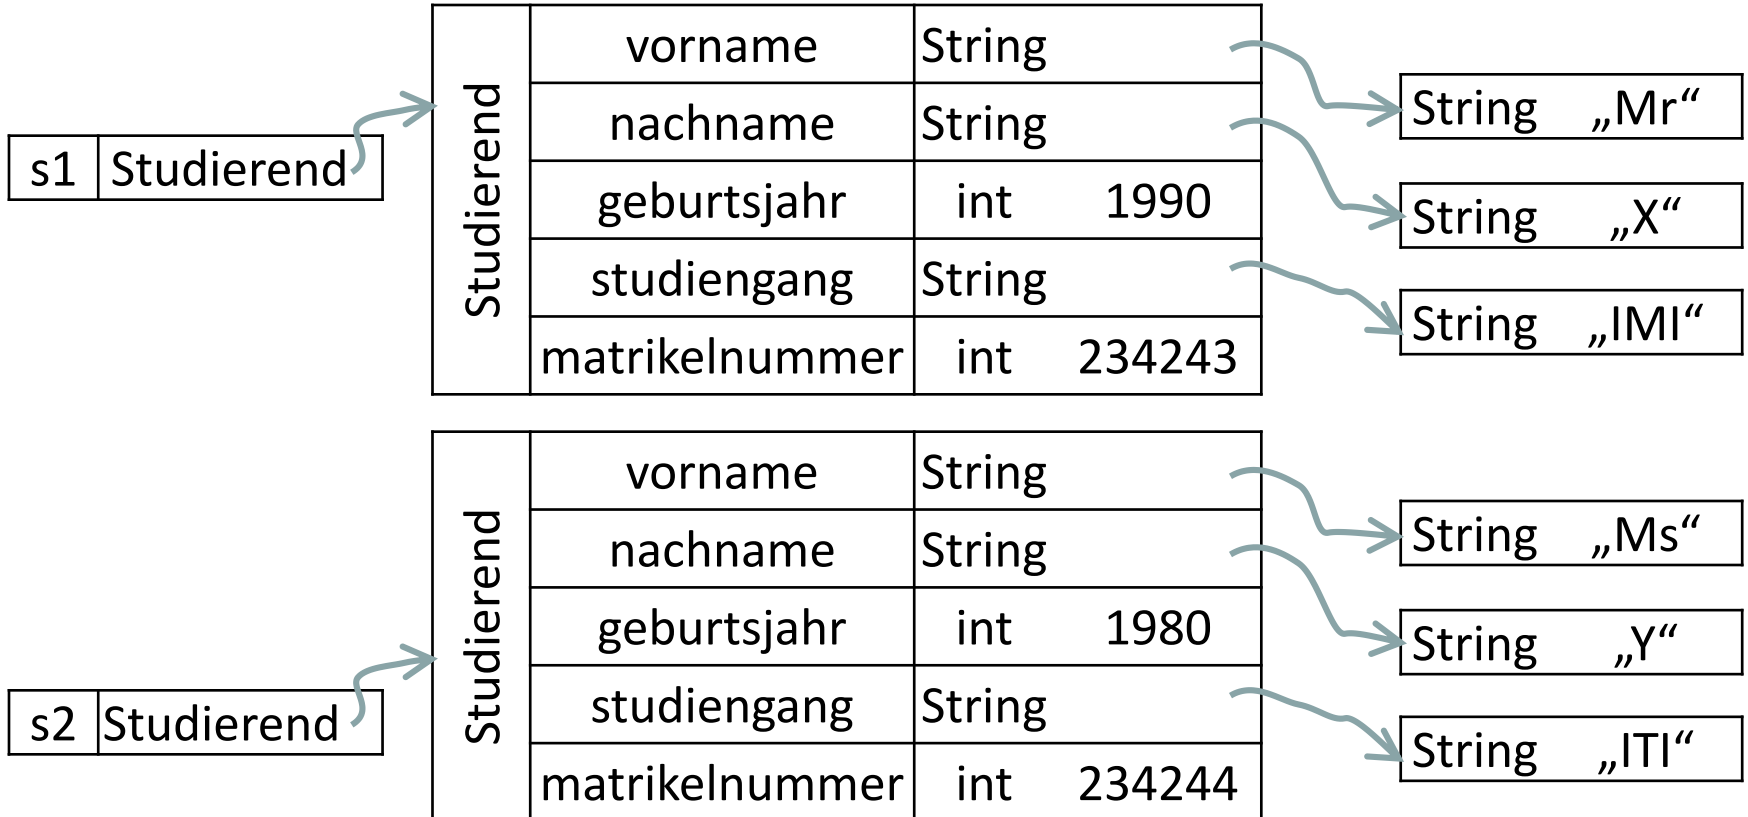 vorname String
nachname String
geburtsjahr int 1990
studiengang String
matrikelnummer int 234243
Studierend
s1 Studierend
String „Mr“
String „X“
String „IMI“
vorname String
nachname String
geburtsjahr int 1980
studiengang String
matrikelnummer int 234244
Studierend
s2 Studierend
String „Ms“
String „Y“
String „ITI“